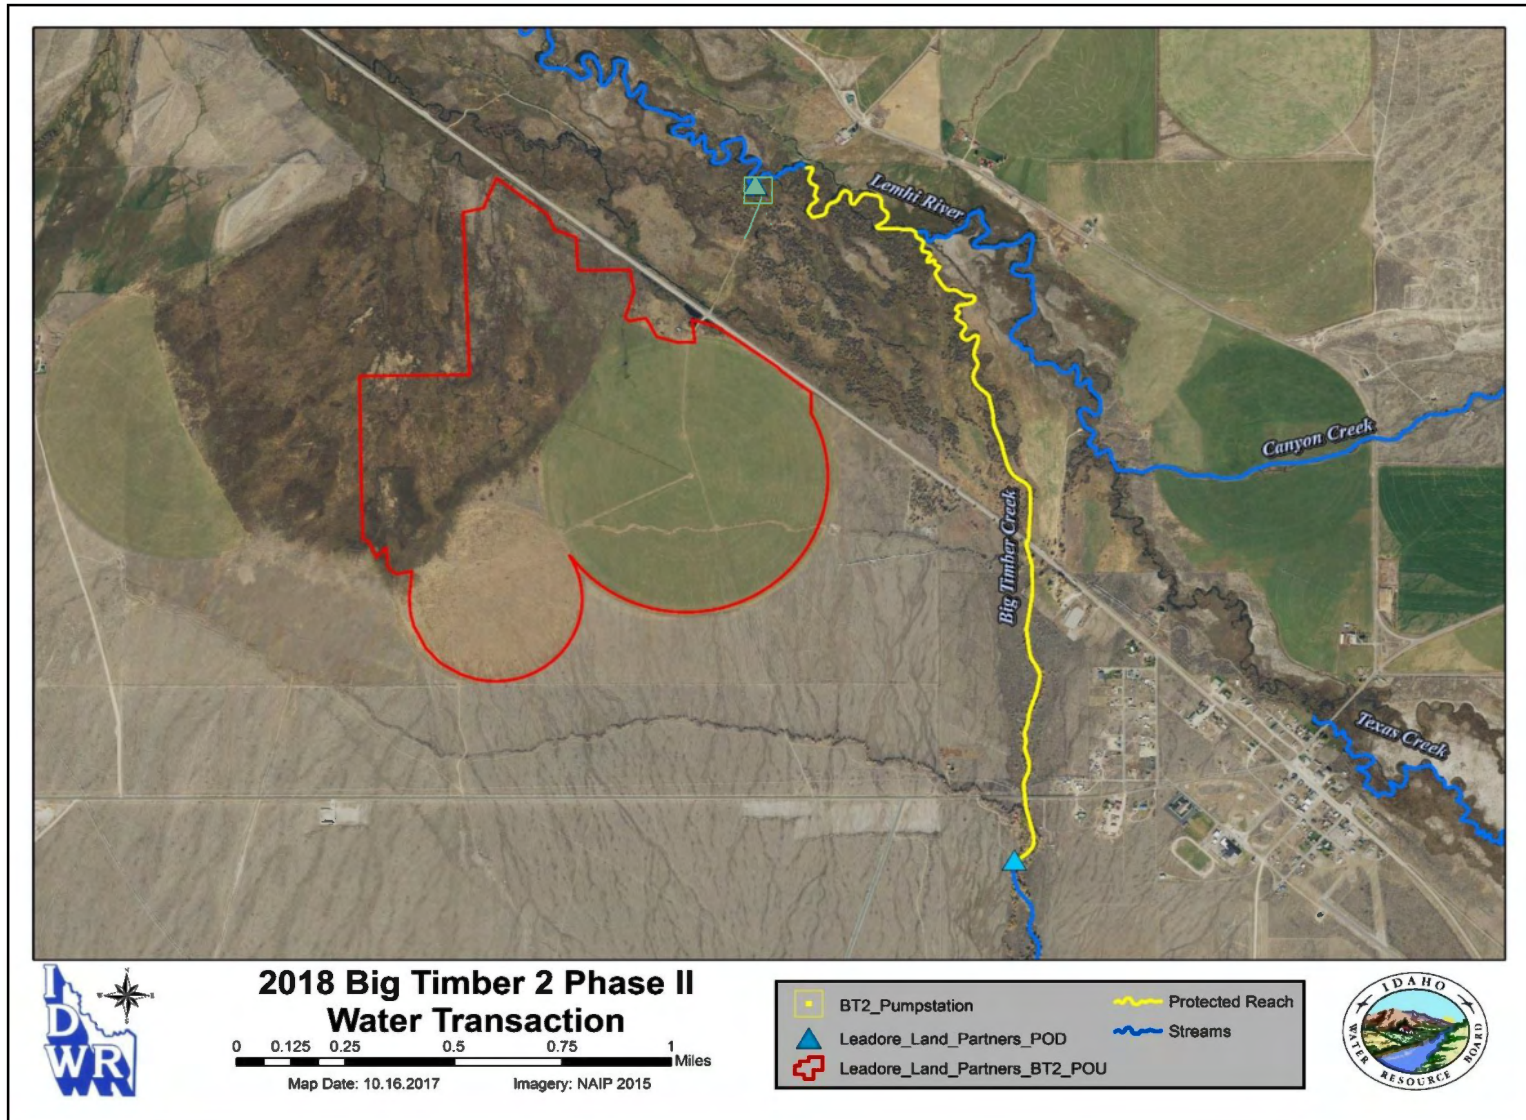 Lemhi River
Canyon Creek
Big Timber Creek
Texas Creek
IDWR
N
W
E
S
2018 Big Timber 2 Phase II
Water Transaction
0 0.125 0.25 0.5 0.75 1
Miles
Map Date: 10.16.2017 Imagery: NAIP 2015
BT2_Pumpstation
Leadore_Land_Partners_POD
Leadore_Land_Partners_BT2_POU
Protected Reach
Streams
IDAHO
WATER RESOURCE BOARD